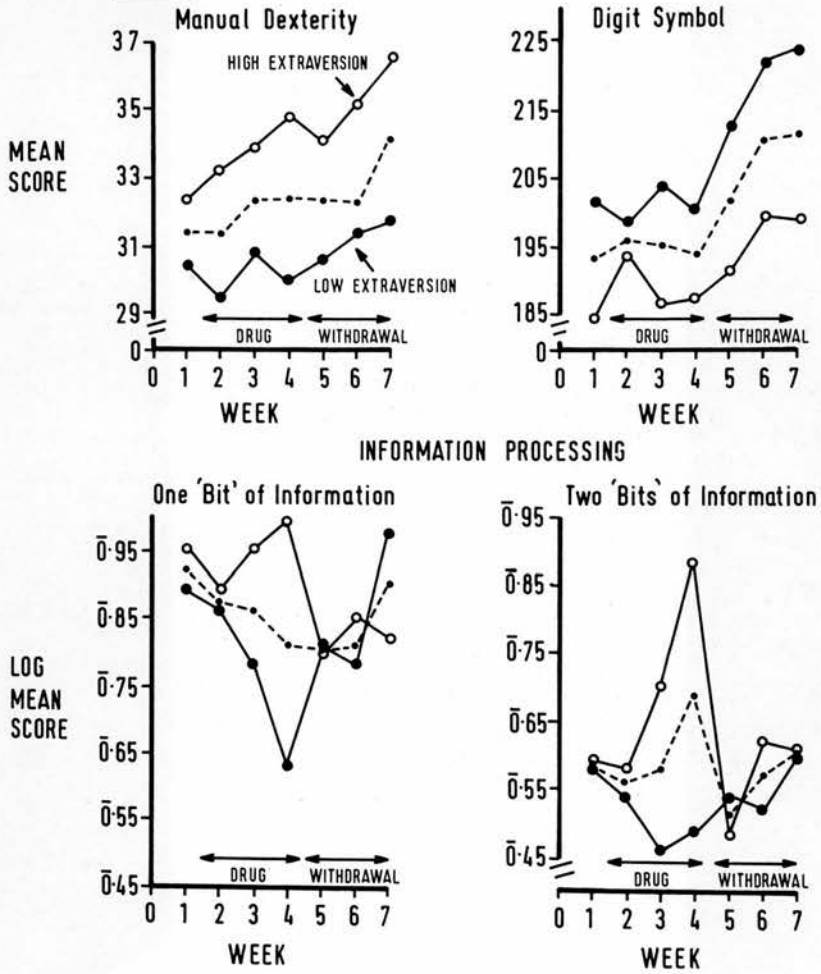 Manual Dexterity
37
35
33
31
29
0
MEAN
SCORE
HIGH EXTRAVERSION
LOW EXTRAVERSION
DRUG WITHDRAWAL
0 1 2 3 4 5 6 7
WEEK
Digit Symbol
225
215
205
195
185
0
DRUG WITHDRAWAL
0 1 2 3 4 5 6 7
WEEK
INFORMATION PROCESSING
One 'Bit' of Information
0̅·95
0̅·85
0̅·75
0̅·65
0̅·55
0̅·45
LOG
MEAN
SCORE
DRUG WITHDRAWAL
0 1 2 3 4 5 6 7
WEEK
Two 'Bits' of Information
0̅·95
0̅·85
0̅·75
0̅·65
0̅·55
0̅·45
DRUG WITHDRAWAL
0 1 2 3 4 5 6 7
WEEK